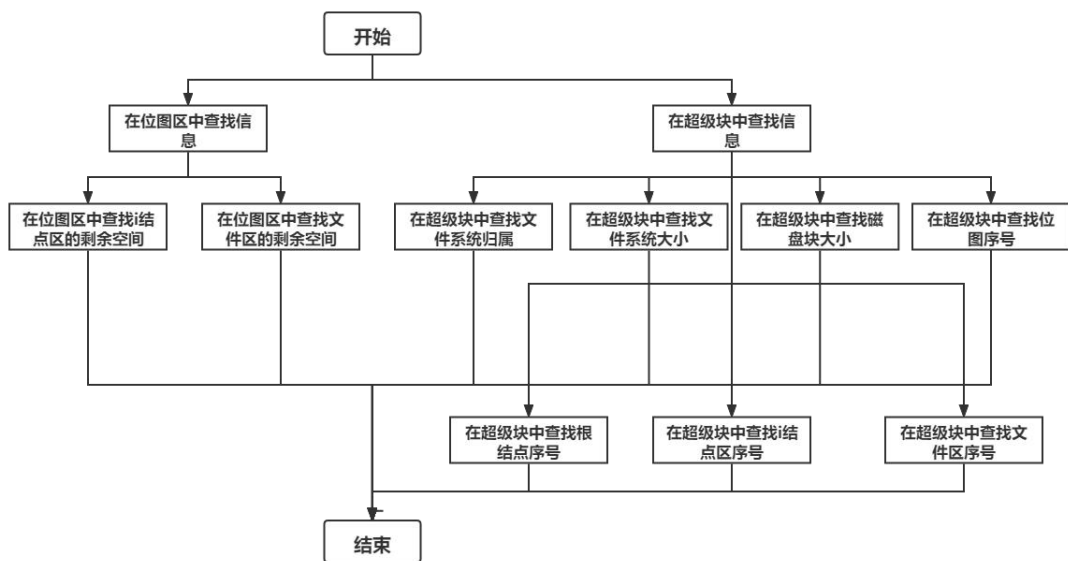 开始
在位图区中查找信
息
在超级块中查找信
息
在位图区中查找i结
点区的剩余空间
在位图区中查找文
件区的剩余空间
在超级块中查找文
件系统归属
在超级块中查找文
件系统大小
在超级块中查找磁
盘块大小
在超级块中查找位
图序号
在超级块中查找根
结点序号
在超级块中查找i结
点区序号
在超级块中查找文
件区序号
结束